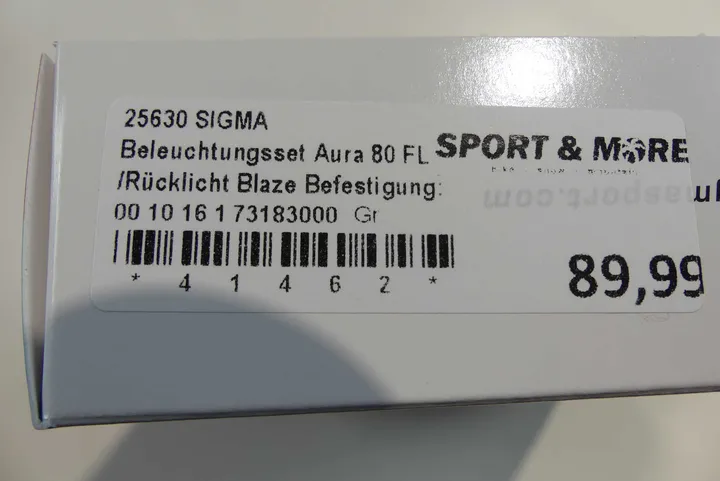 25630 SIGMA
Beleuchtungsset Aura 80 FL
SPORT & MORE
/Rücklicht Blaze Befestigung:
00 10 16 1 73183000 Gr
* 4 1 4 6 2 *
89,99